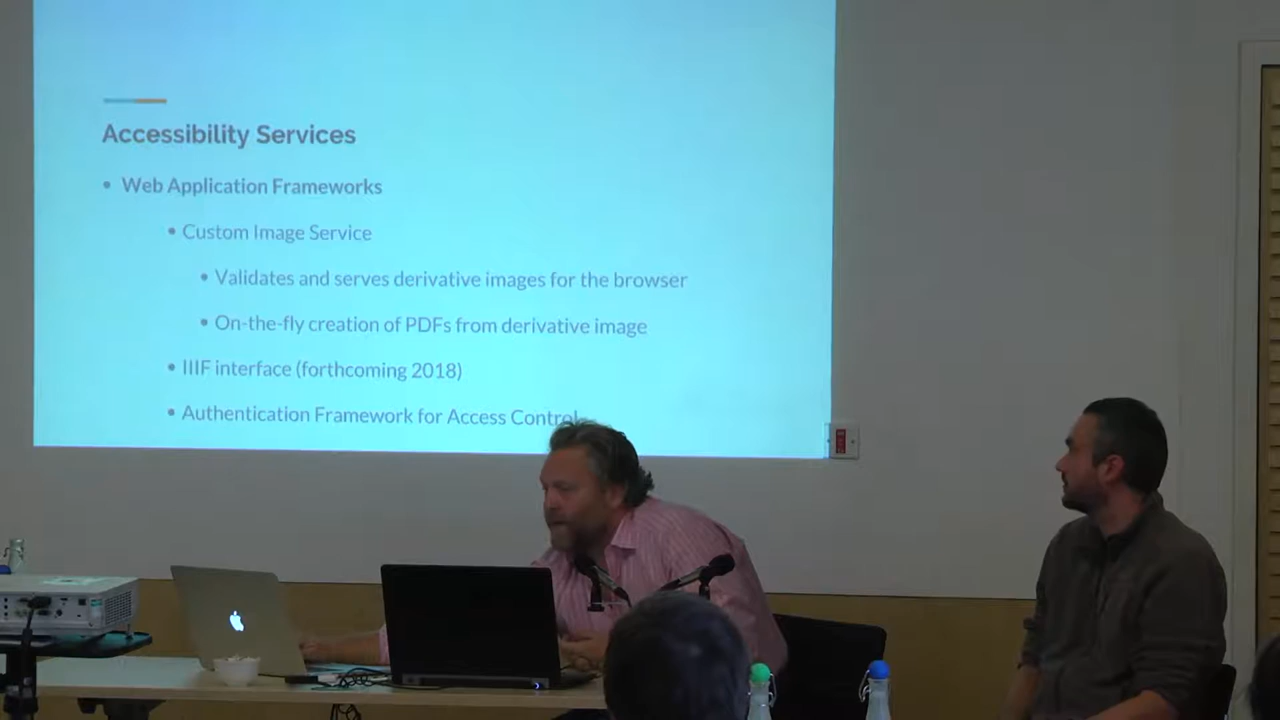 Accessibility Services
• Web Application Frameworks
• Custom Image Service
• Validates and serves derivative images for the browser
• On-the-fly creation of PDFs from derivative image
• IIIF interface (forthcoming 2018)
• Authentication Framework for Access Control